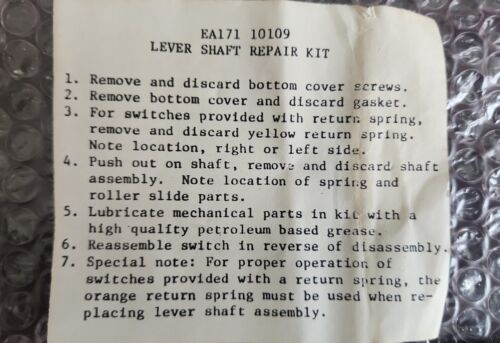 EA171 10109
LEVER SHAFT REPAIR KIT
1. Remove and discard bottom cover screws.
2. Remove bottom cover and discard gasket.
3. For switches provided with return spring,
remove and discard yellow return spring.
Note location, right or left side.
4. Push out on shaft, remove and discard shaft
assembly. Note location of spring and
roller slide parts.
5. Lubricate mechanical parts in kit with a
high quality petroleum based grease.
6. Reassemble switch in reverse of disassembly.
7. Special note: For proper operation of
switches provided with a return spring, the
orange return spring must be used when re-
placing lever shaft assembly.